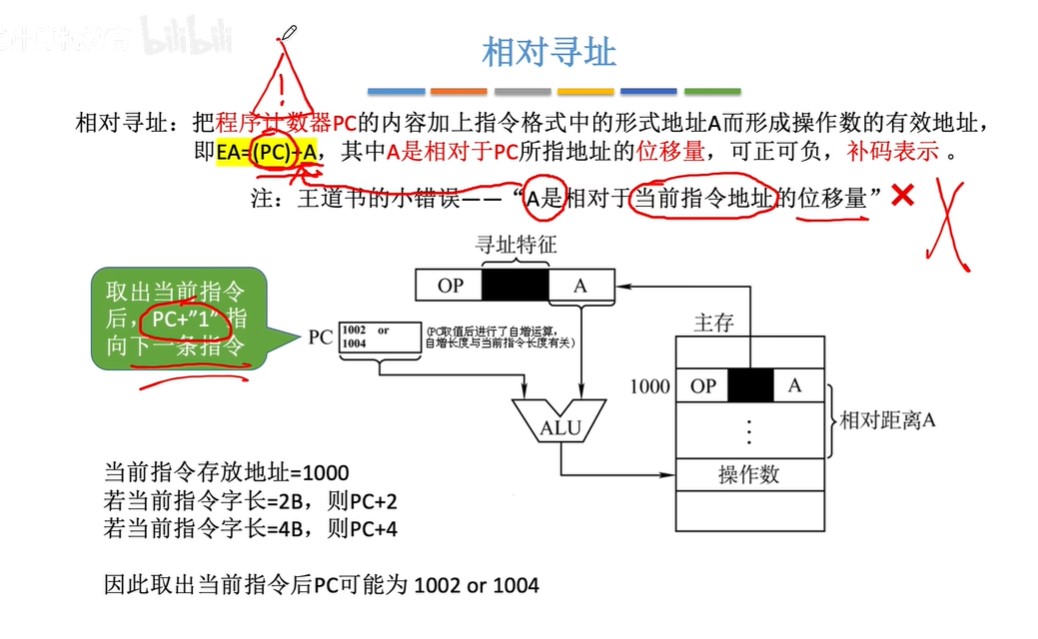 bilibili
相对寻址
相对寻址：把程序计数器PC的内容加上指令格式中的形式地址A而形成操作数的有效地址，
即EA=(PC)+A，其中A是相对于PC所指地址的位移量，可正可负，补码表示 。
注：王道书的小错误——“A是相对于当前指令地址的位移量”
寻址特征
OP A
取出当前指令
后，PC+”1”指
向下一条指令
PC
1002 or
1004
(PC取值后进行了自增运算，
自增长度与当前指令长度有关)
主存
1000 OP A
相对距离A
ALU
⋮
操作数
当前指令存放地址=1000
若当前指令字长=2B，则PC+2
若当前指令字长=4B，则PC+4
因此取出当前指令后PC可能为 1002 or 1004